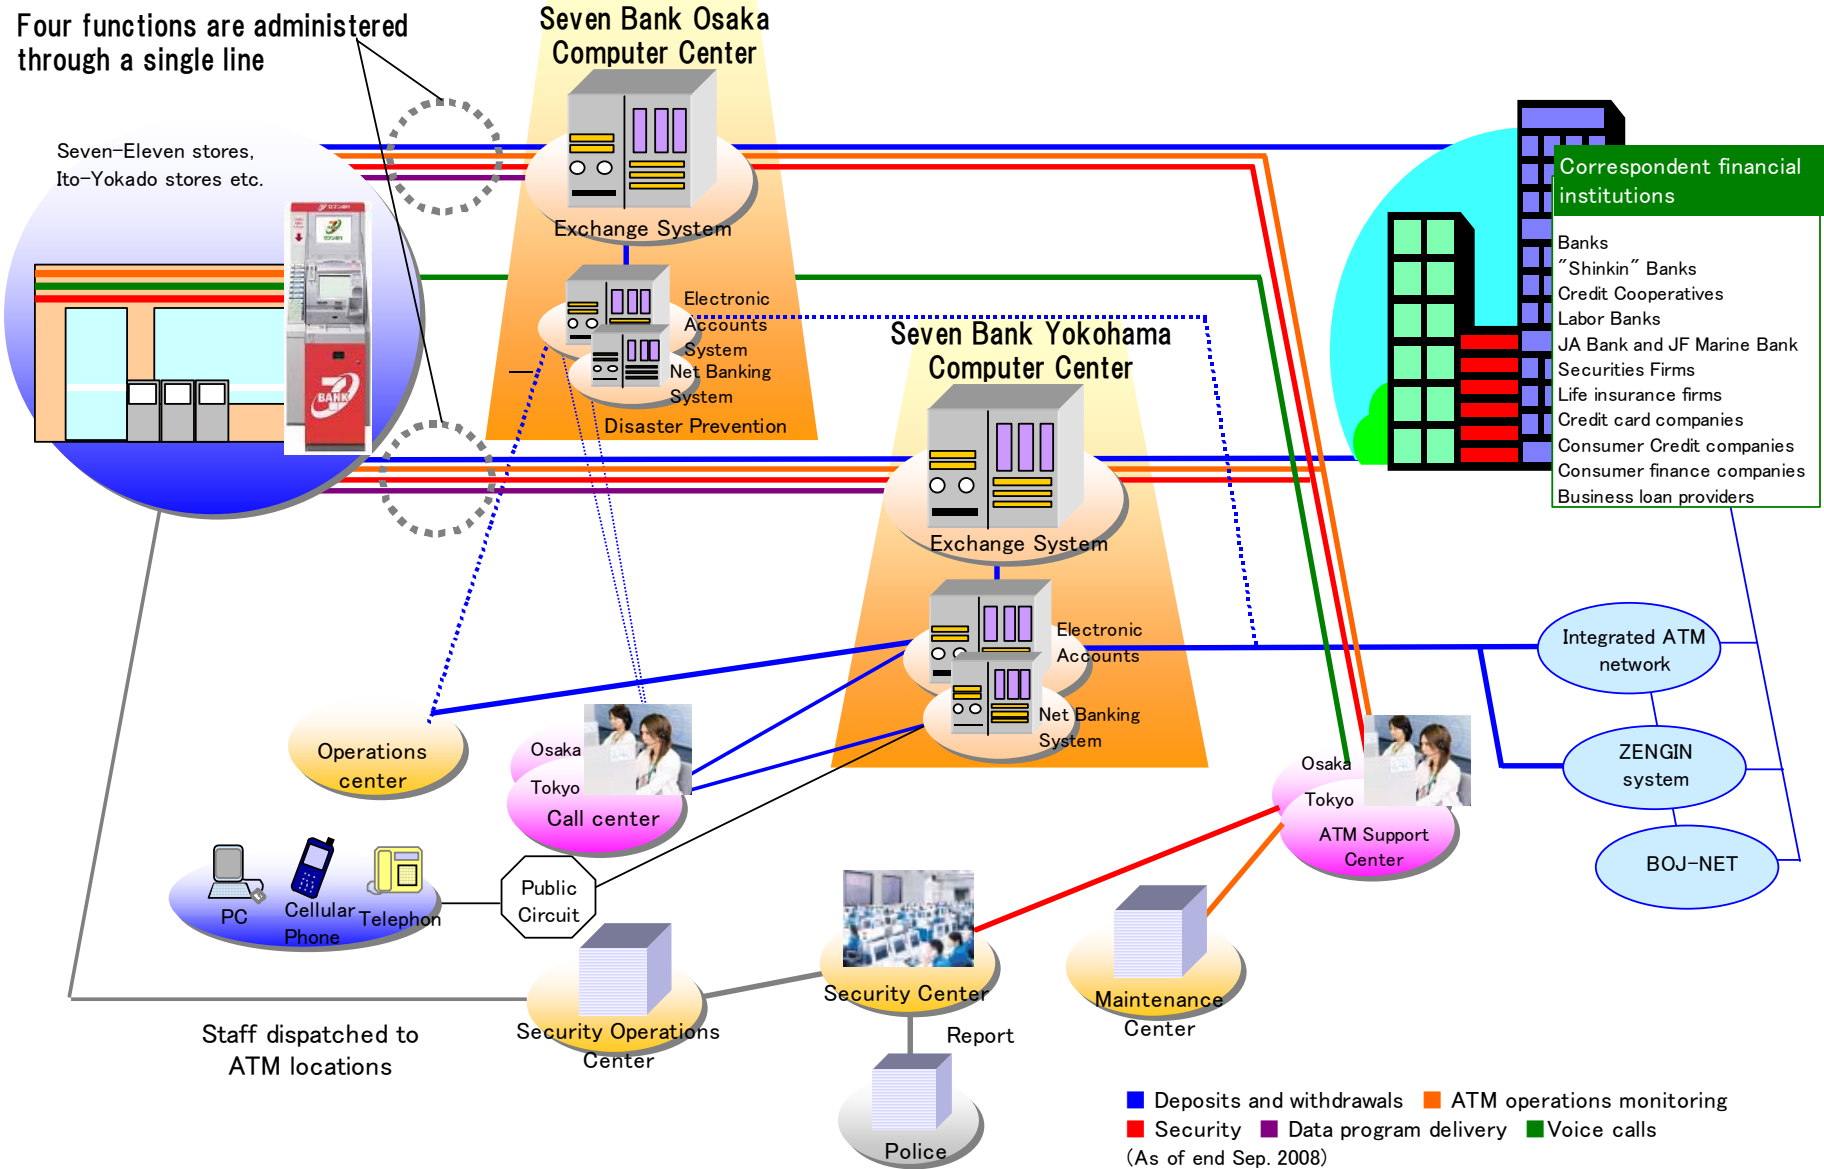 Four functions are administered
through a single line
Seven Bank Osaka
Computer Center
Seven-Eleven stores,
Ito-Yokado stores etc.
BANK
Exchange System
Electronic
Accounts
System
Net Banking
System
Disaster Prevention
Seven Bank Yokohama
Computer Center
Exchange System
Electronic
Accounts
Net Banking
System
Correspondent financial
institutions
Banks
"Shinkin" Banks
Credit Cooperatives
Labor Banks
JA Bank and JF Marine Bank
Securities Firms
Life insurance firms
Credit card companies
Consumer Credit companies
Consumer finance companies
Business loan providers
Integrated ATM
network
ZENGIN
system
BOJ-NET
Operations
center
Osaka
Tokyo
Call center
Osaka
Tokyo
ATM Support
Center
PC
Cellular
Phone
Telephon
Public
Circuit
Security Operations
Center
Security Center
Maintenance
Center
Report
Police
Staff dispatched to
ATM locations
Deposits and withdrawals
ATM operations monitoring
Security
Data program delivery
Voice calls
(As of end Sep. 2008)